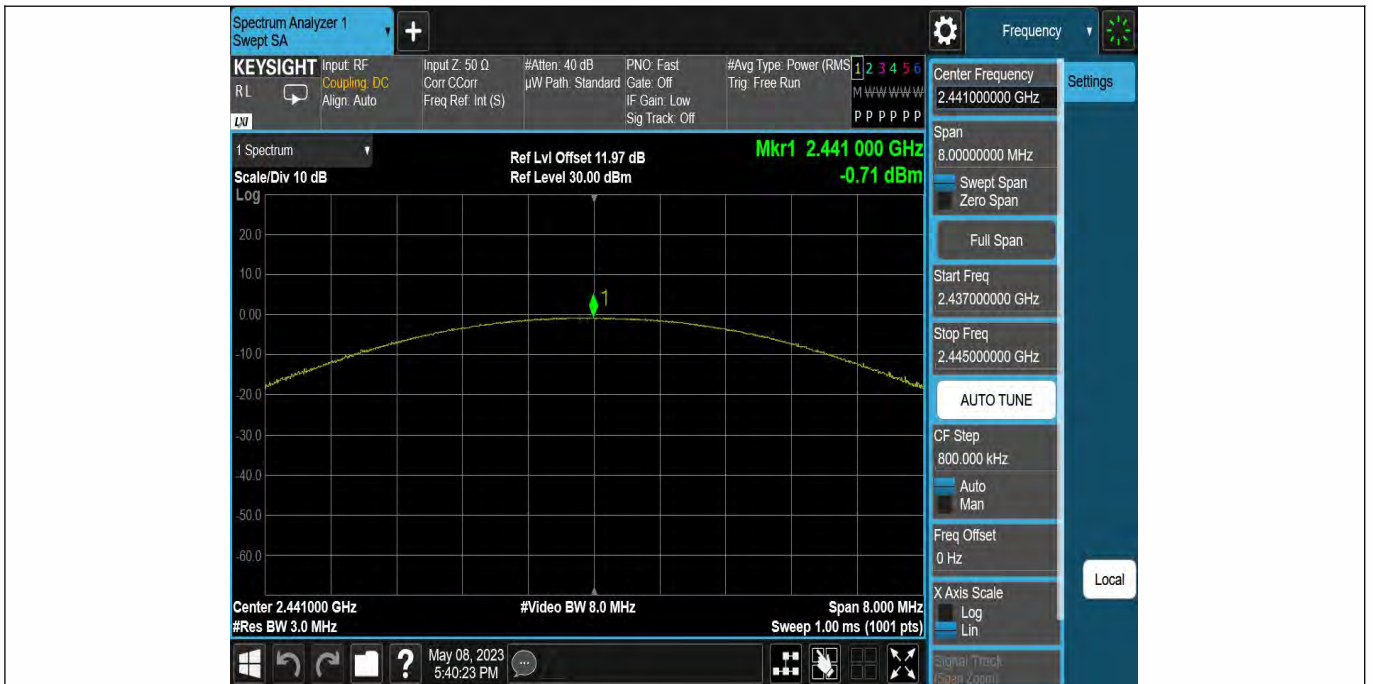 Spectrum Analyzer 1
Swept SA
+
Frequency
KEYSIGHT
RL
LXI
Input: RF
Coupling: DC
Align: Auto
Input Z: 50 Ω
Corr CCorr
Freq Ref: Int (S)
#Atten: 40 dB
µW Path: Standard
PNO: Fast
Gate: Off
IF Gain: Low
Sig Track: Off
#Avg Type: Power (RMS
Trig: Free Run
1 2 3 4 5 6
M W W W W W
P P P P P P
1 Spectrum
Scale/Div 10 dB
Log
Ref Lvl Offset 11.97 dB
Ref Level 30.00 dBm
Mkr1 2.441 000 GHz
-0.71 dBm
20.0
10.0
0.00
-10.0
-20.0
-30.0
-40.0
-50.0
-60.0
1
Center 2.441000 GHz
#Res BW 3.0 MHz
#Video BW 8.0 MHz
Span 8.000 MHz
Sweep 1.00 ms (1001 pts)
Center Frequency
2.441000000 GHz
Settings
Span
8.00000000 MHz
Swept Span
Zero Span
Full Span
Start Freq
2.437000000 GHz
Stop Freq
2.445000000 GHz
AUTO TUNE
CF Step
800.000 kHz
Auto
Man
Freq Offset
0 Hz
X Axis Scale
Log
Lin
Signal Track
(Span Zoom)
Local
?
May 08, 2023
5:40:23 PM